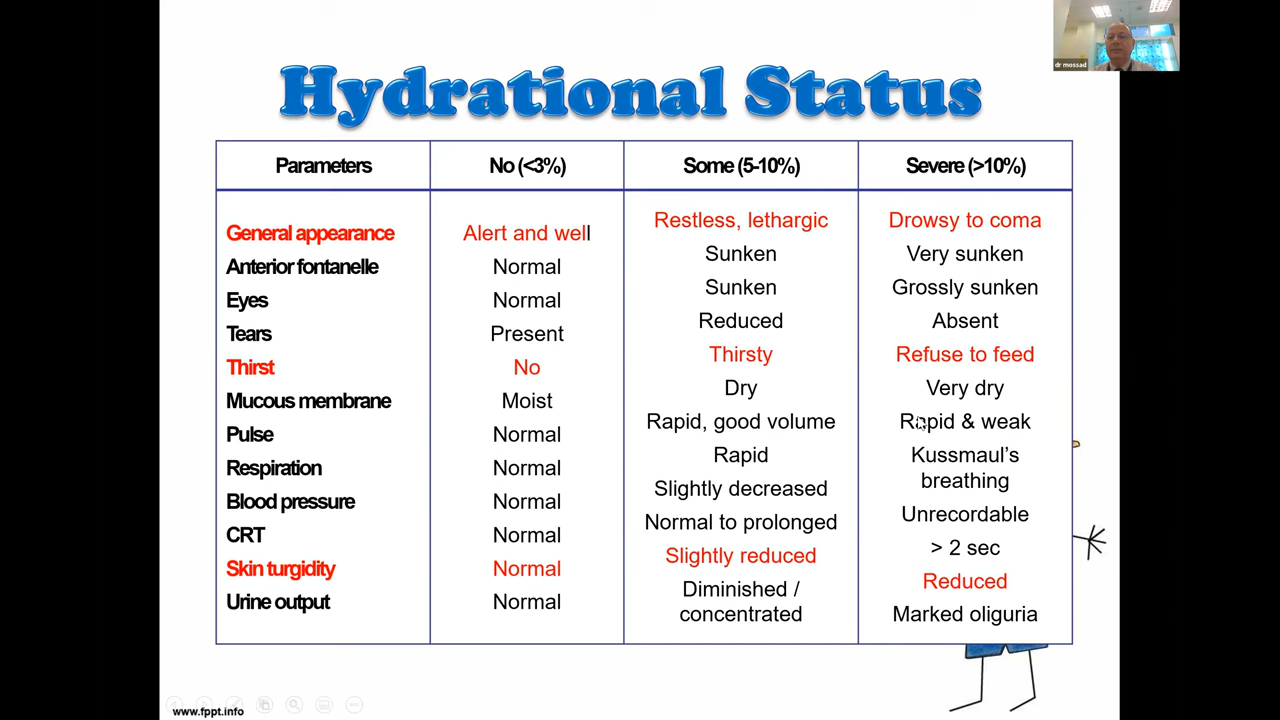 dr mossad
Hydrational Status
Parameters
No (<3%)
Some (5-10%)
Severe (>10%)
General appearance
Anterior fontanelle
Eyes
Tears
Thirst
Mucous membrane
Pulse
Respiration
Blood pressure
CRT
Skin turgidity
Urine output
Alert and well
Normal
Normal
Present
No
Moist
Normal
Normal
Normal
Normal
Normal
Normal
Restless, lethargic
Sunken
Sunken
Reduced
Thirsty
Dry
Rapid, good volume
Rapid
Slightly decreased
Normal to prolonged
Slightly reduced
Diminished /
concentrated
Drowsy to coma
Very sunken
Grossly sunken
Absent
Refuse to feed
Very dry
Rapid & weak
Kussmaul's
breathing
Unrecordable
> 2 sec
Reduced
Marked oliguria
www.fppt.info